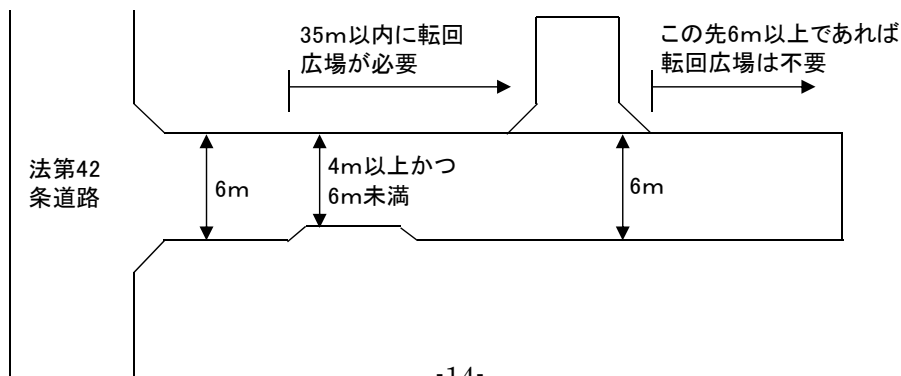 35m以内に転回
広場が必要
この先6m以上であれば
転回広場は不要
法第42
条道路
6m
4m以上かつ
6m未満
6m
-14-